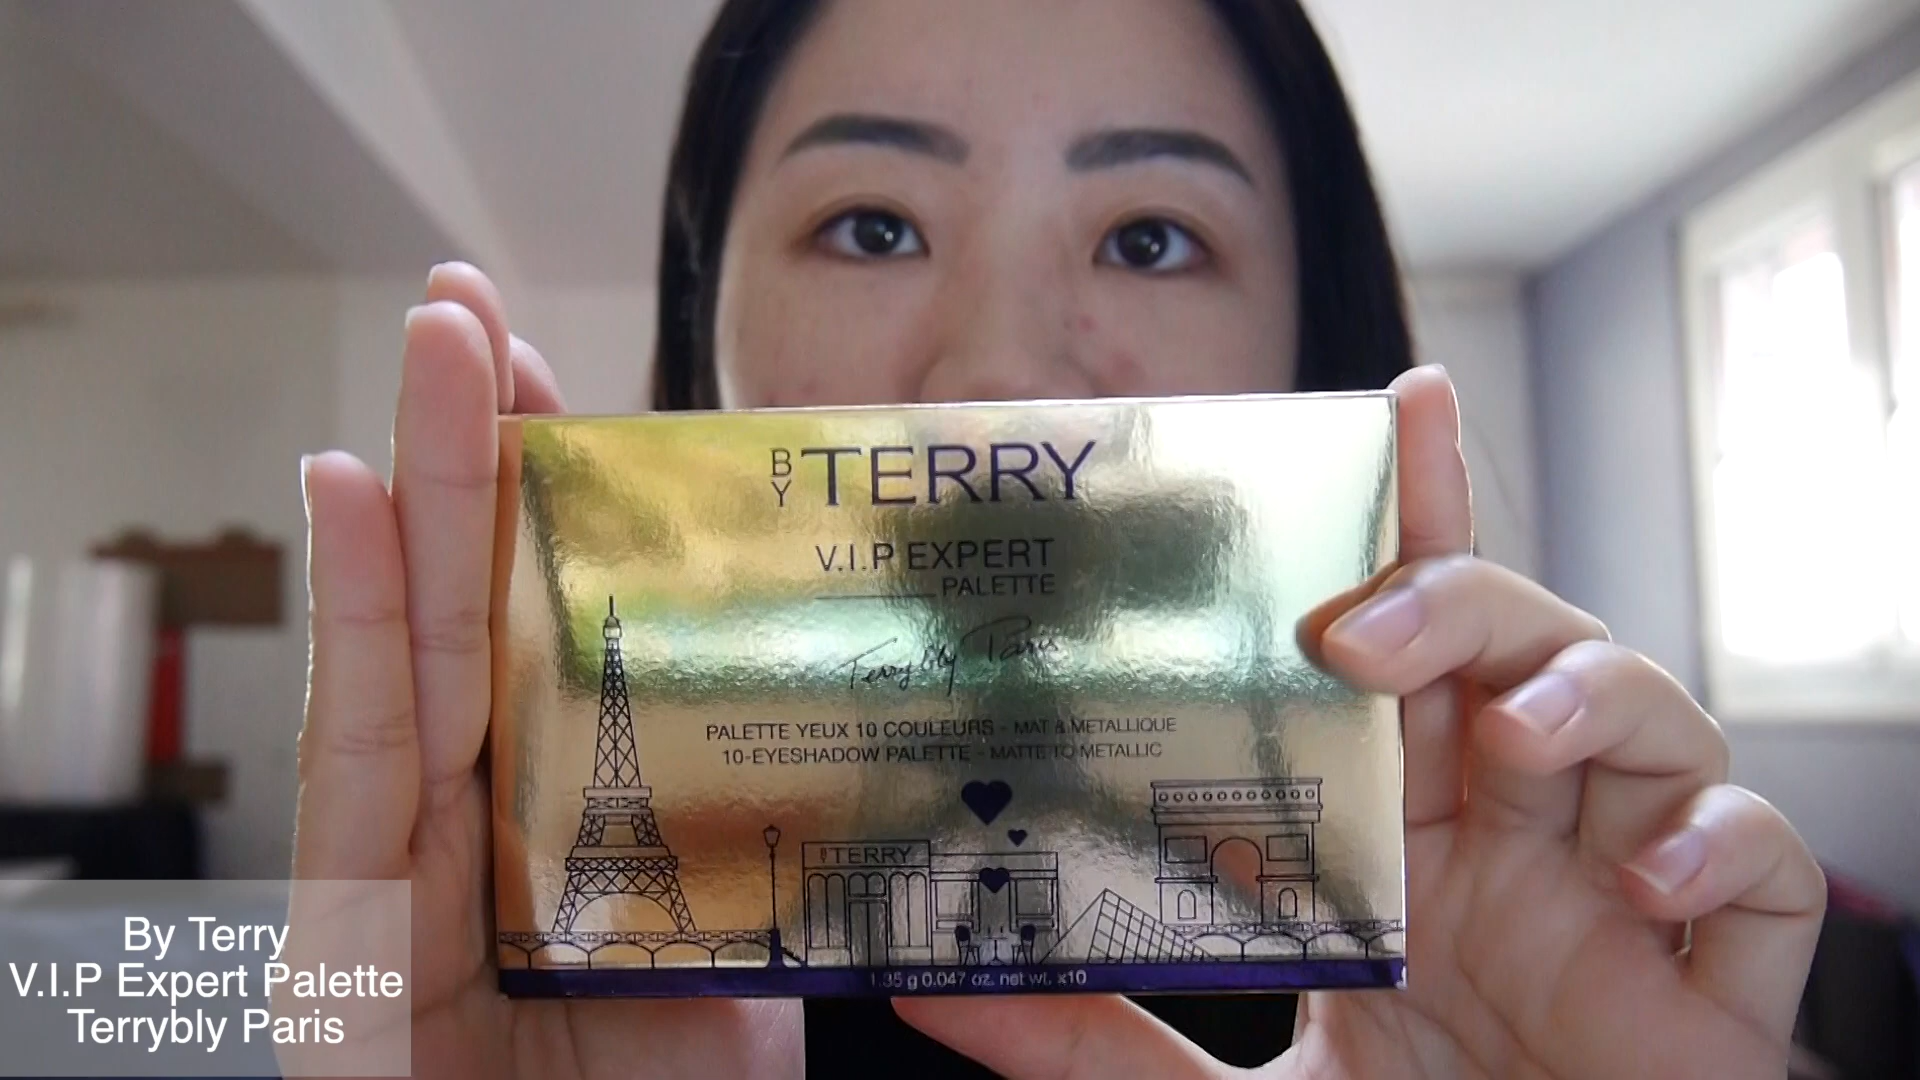 BY TERRY
V.I.P EXPERT
PALETTE
Terrybly Paris
PALETTE YEUX 10 COULEURS - MAT & METALLIQUE
10-EYESHADOW PALETTE - MATTE TO METALLIC
BY TERRY
1.35 g 0.047 oz. net wt. x10
By Terry
V.I.P Expert Palette
Terrybly Paris